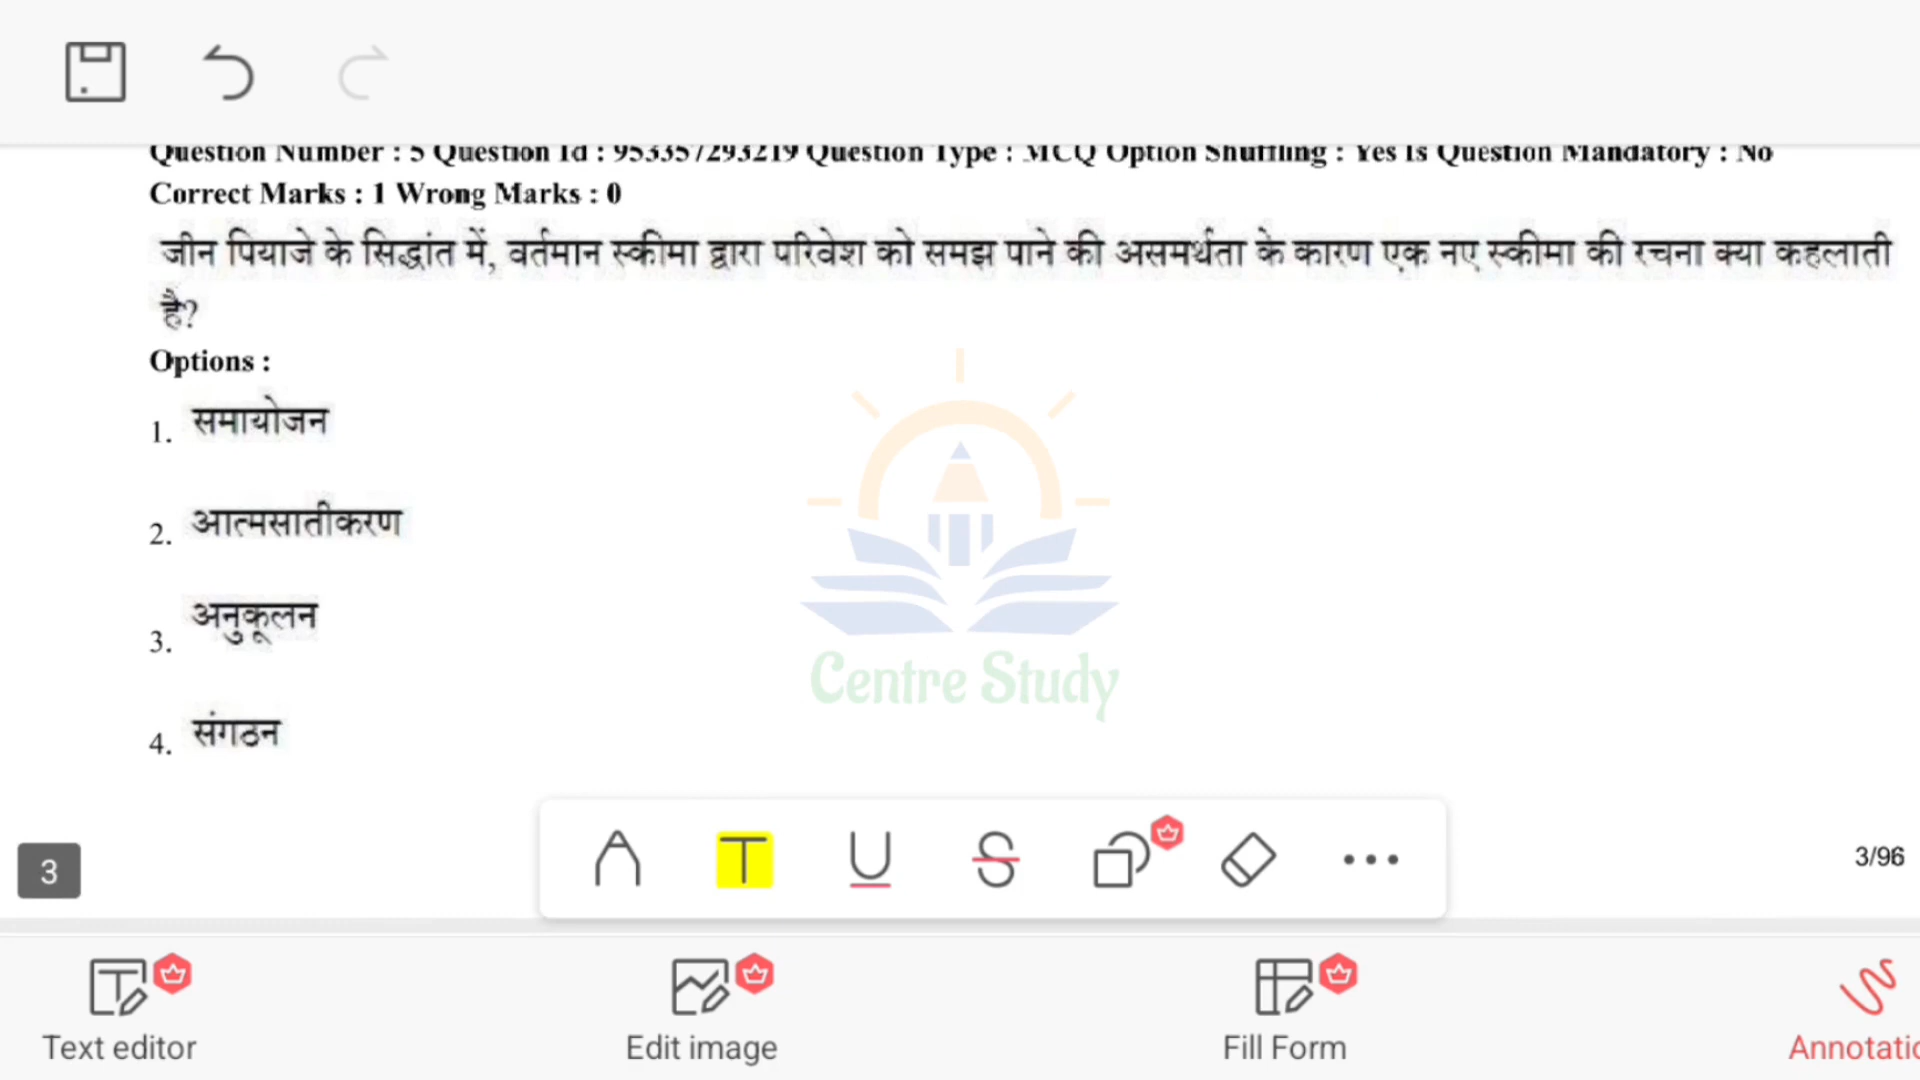 Question Number : 5 Question Id : 953357293219 Question Type : MCQ Option Shuffling : Yes Is Question Mandatory : No
Correct Marks : 1 Wrong Marks : 0
जीन पियाजे के सिद्धांत में, वर्तमान स्कीमा द्वारा परिवेश को समझ पाने की असमर्थता के कारण एक नए स्कीमा की रचना क्या कहलाती
है?
Options :
1. समायोजन
2. आत्मसातीकरण
3. अनुकूलन
4. संगठन
Centre Study
3
3/96
Text editor
Edit image
Fill Form
Annotatio